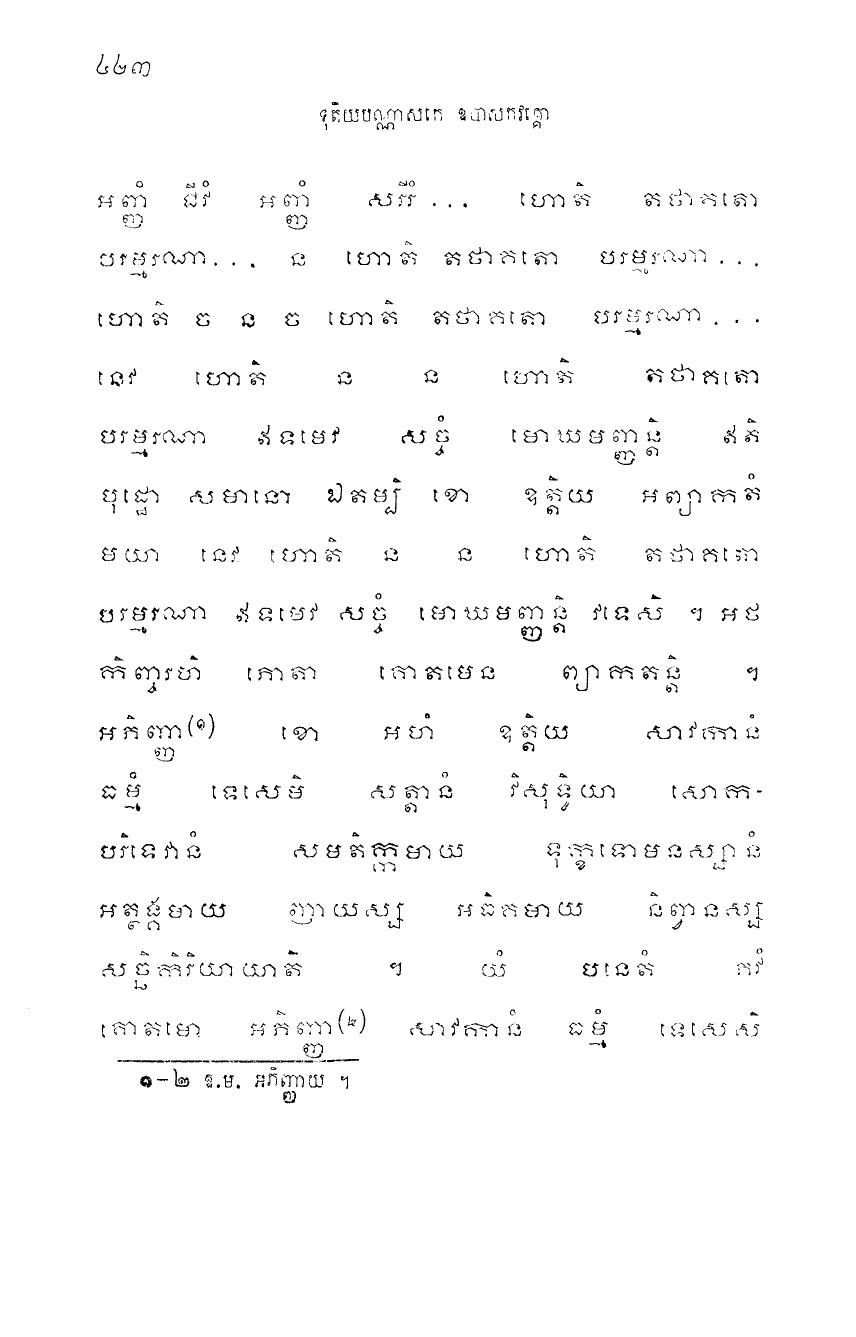 ៤២៣
ទុតិយបណ្ណាសកេ ឧបាសកវគ្គោ
អញ្ញំ ជីវំ អញ្ញំ សរីរំ ... ហោតិ តថាគតោ
បរម្មរណា... ន ហោតិ តថាគតោ បរម្មរណា...
ហោតិ ច ន ច ហោតិ តថាគតោ បរម្មរណា...
នេវ ហោតិ ន ន ហោតិ តថាគតោ
បរម្មរណា ឥទមេវ សច្ចំ មោឃមញ្ញន្តិ ឥតិ
បុដ្ឋោ សមានោ ឯតម្បិ ខោ ឧត្តិយ អព្យាកតំ
មយា នេវ ហោតិ ន ន ហោតិ តថាគតោ
បរម្មរណា ឥទមេវ សច្ចំ មោឃមញ្ញន្តិ វទេសិ ។ អថ
កិញ្ចរហិ កោតា គោតមេន ព្យាកតន្តិ ។
អភិញ្ញា(១) ខោ អហំ ឧត្តិយ សាវកានំ
ធម្មំ ទេសេមិ សត្តានំ វិសុទ្ធិយា សោក-
បរិទេវានំ សមតិក្កមាយ ទុក្ខទោមនស្សានំ
អត្ថង្គមាយ ញាយស្ស អធិគមាយ និព្វានស្ស
សច្ឆិកិរិយាយាតិ ។ យំ បនេតំ ភវំ
គោតមោ អភិញ្ញា(២) សាវកានំ ធម្មំ ទេសេសិ
១-២ ឱ.ម. អភិញ្ញាយ ។